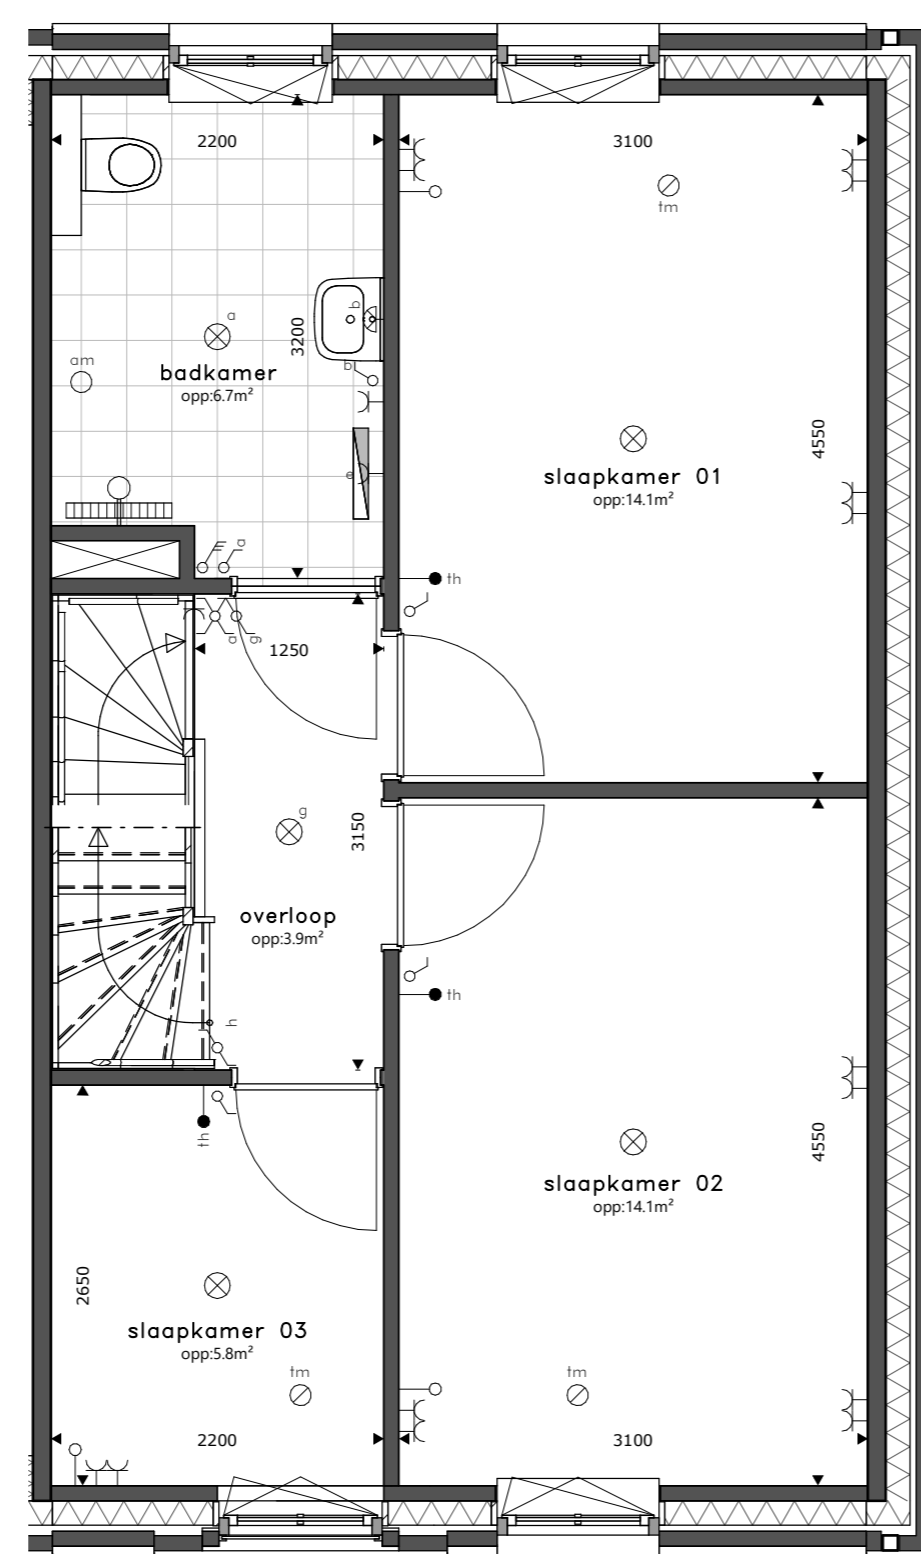 2200
3100
tm
a
3200
b
am
badkamer
opp:6.7m²
b
4550
slaapkamer 01
opp:14.1m²
e
a
th
a
g
1250
g
3150
overloop
opp:3.9m²
th
h
th
4550
slaapkamer 02
opp:14.1m²
2650
slaapkamer 03
opp:5.8m²
tm
tm
2200
3100